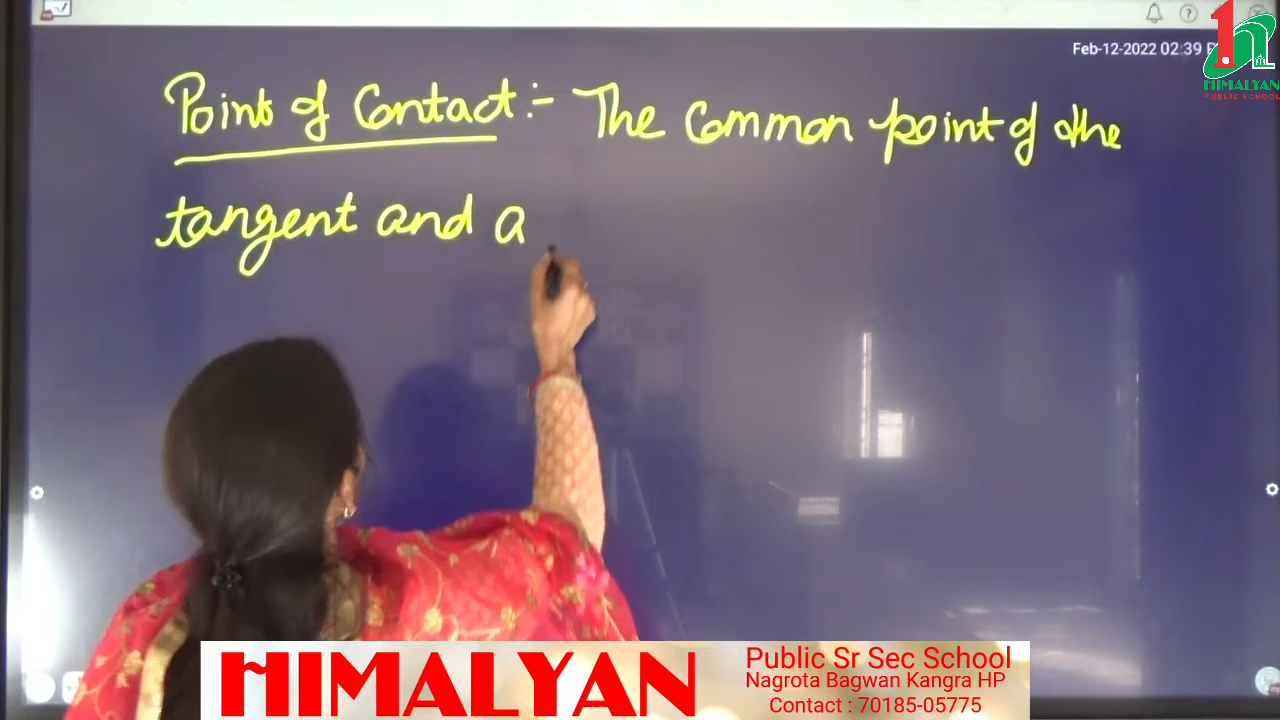 Feb-12-2022 02:39 P
HIMALYAN
PUBLIC SCHOOL
Point of Contact :- The Common point of the
tangent and a
HIMALYAN
Public Sr Sec School
Nagrota Bagwan Kangra HP
Contact : 70185-05775